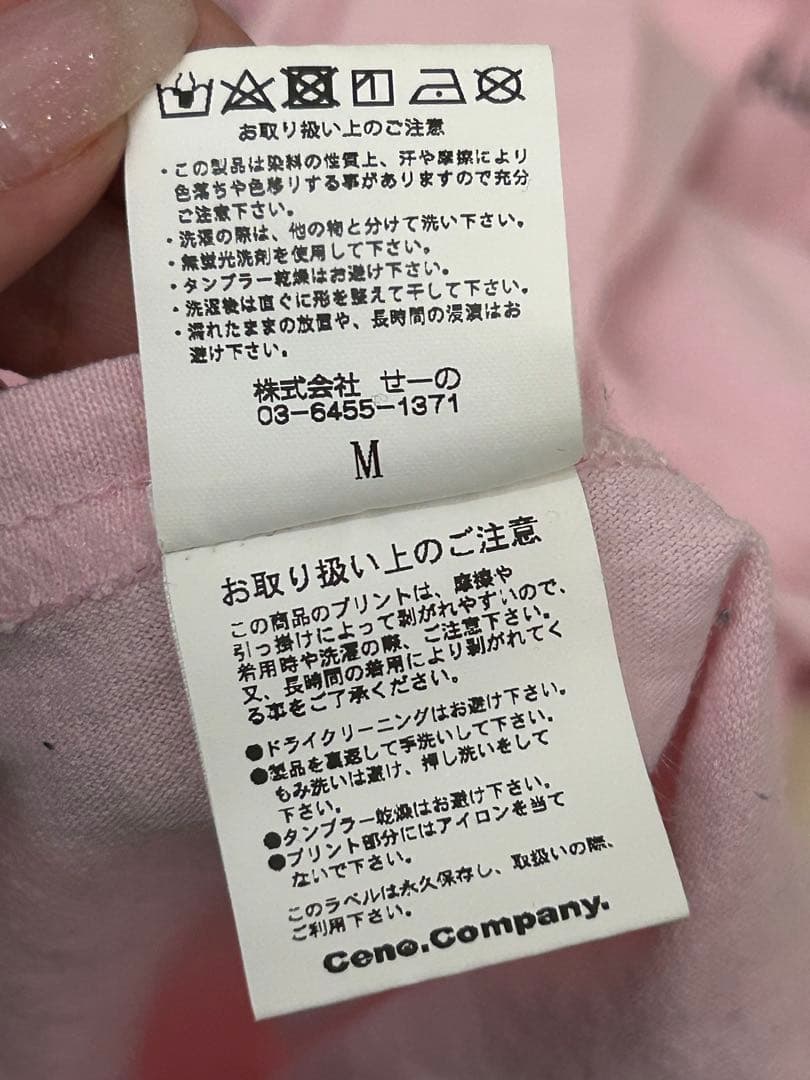 お取り扱い上のご注意
・この製品は染料の性質上、汗や摩擦により
色落ちや色移りする事がありますので充分
ご注意下さい。
・洗濯の際は、他の物と分けて洗い下さい。
・無蛍光洗剤を使用して下さい。
・タンブラー乾燥はお避け下さい。
・洗濯後は直ぐに形を整えて干して下さい。
・濡れたままの放置や、長時間の浸漬はお
避け下さい。
株式会社 せーの
03-6455-1371
M
お取り扱い上のご注意
この商品のプリントは、摩擦や
引っ掛けによって剥がれやすいので、
着用時や洗濯の際、ご注意下さい。
又、長時間の着用により剥がれてく
る事をご了承ください。
●ドライクリーニングはお避け下さい。
●製品を裏返して手洗いして下さい。
もみ洗いは避け、押し洗いをして
下さい。
●タンブラー乾燥はお避け下さい。
●プリント部分にはアイロンを当て
ないで下さい。
このラベルは永久保存し、取扱いの際、
ご利用下さい。
Ceno.Company.